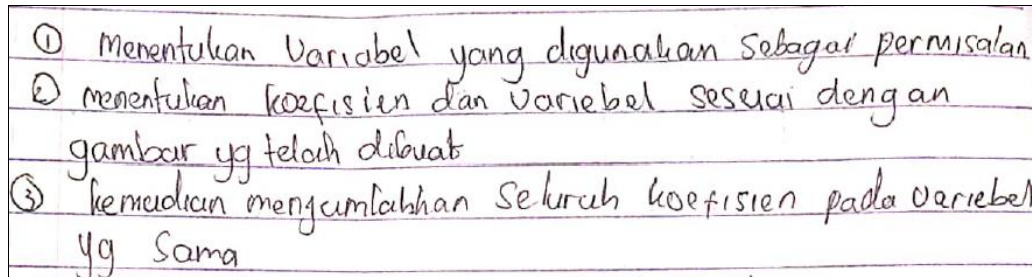 ① Menentukan Variabel yang digunakan sebagai permisalan
② menentukan koefisien dan variebel sesuai dengan
gambar yg telah dibuat
③ kemudian menjumlahkan Seluruh koefisien pada variebel
yg Sama